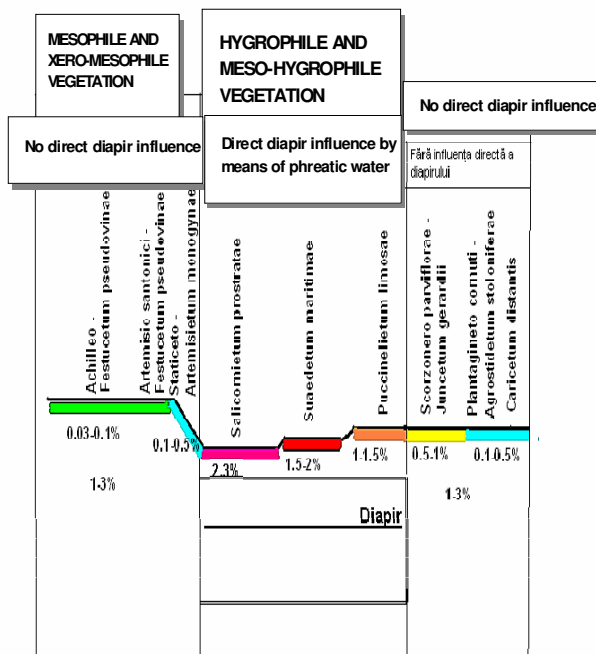 MESOPHILE AND
XERO-MESOPHILE
VEGETATION
HYGROPHILE AND
MESO-HYGROPHILE
VEGETATION
No direct diapir influence
Direct diapir influence by
means of phreatic water
No direct diapir influence
Fără influența directă a
diapirului
Achilleo -
Festucetum pseudovinae
Artemisio santonici -
Festucetum pseudovinae
Staticeto -
Artemisietum monogynae
Salicornietum prostratae
Suaedetum maritimae
Puccinellietum limosae
Scorzonero parviflorae -
Juncetum gerardii
Plantagineto cornuti -
Agrostidetum stoloniferae
Caricetum distantis
0.03-0.1%
0.1-0.5%
2.3%
1.5-2%
1-1.5%
0.5-1%
0.1-0.5%
1-3%
1-3%
Diapir